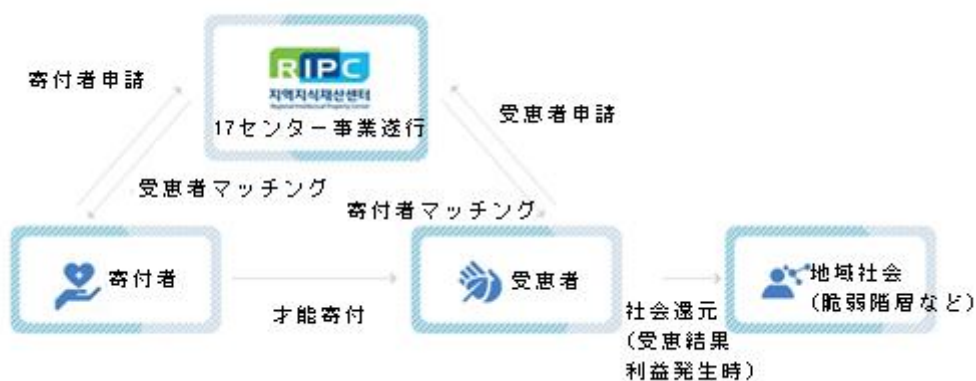 RIPC
지역지식재산센터
Regional Intellectual Property Center
17センター事業遂行
寄付者申請
受恵者申請
受恵者マッチング
寄付者マッチング
寄付者
才能寄付
受恵者
社会還元
(受恵結果
利益発生時)
地域社会
(脆弱階層など)